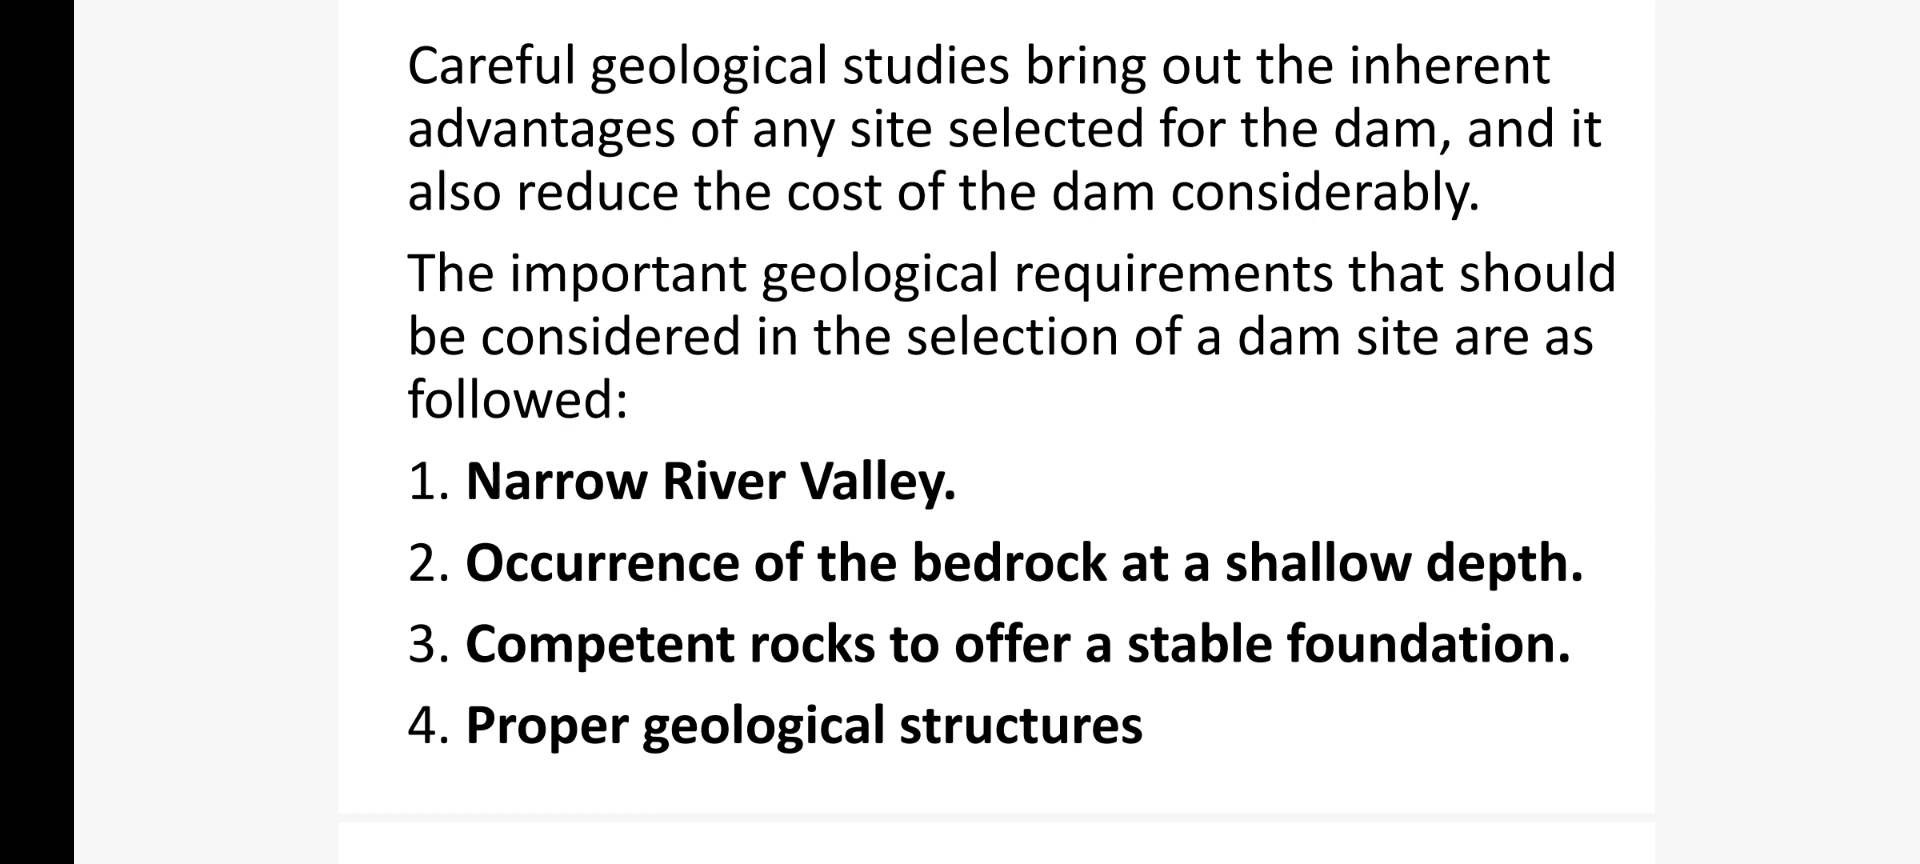 Careful geological studies bring out the inherent
advantages of any site selected for the dam, and it
also reduce the cost of the dam considerably.
The important geological requirements that should
be considered in the selection of a dam site are as
followed:
1. Narrow River Valley.
2. Occurrence of the bedrock at a shallow depth.
3. Competent rocks to offer a stable foundation.
4. Proper geological structures